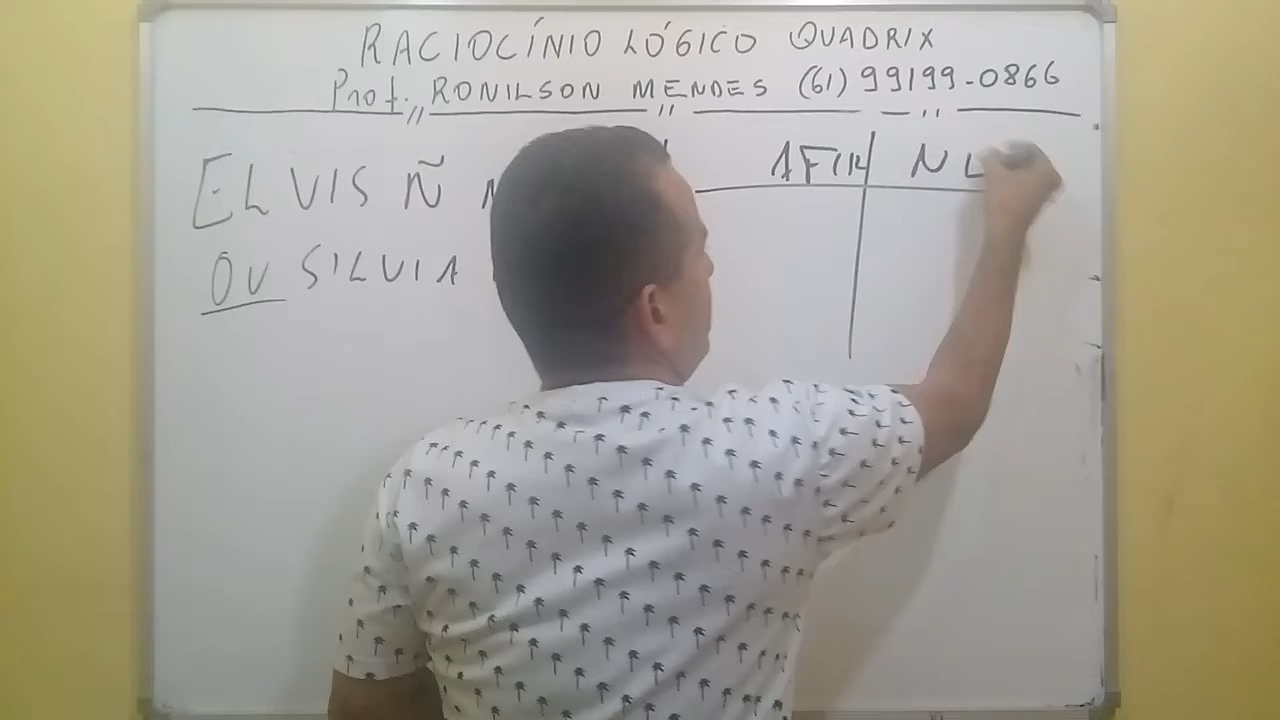 RACIOCÍNIO LÓGICO QUADRIX
Prof. RONILSON MENDES (61) 99199-0866
ELVIS Ñ
AFIR
OU SILVIA